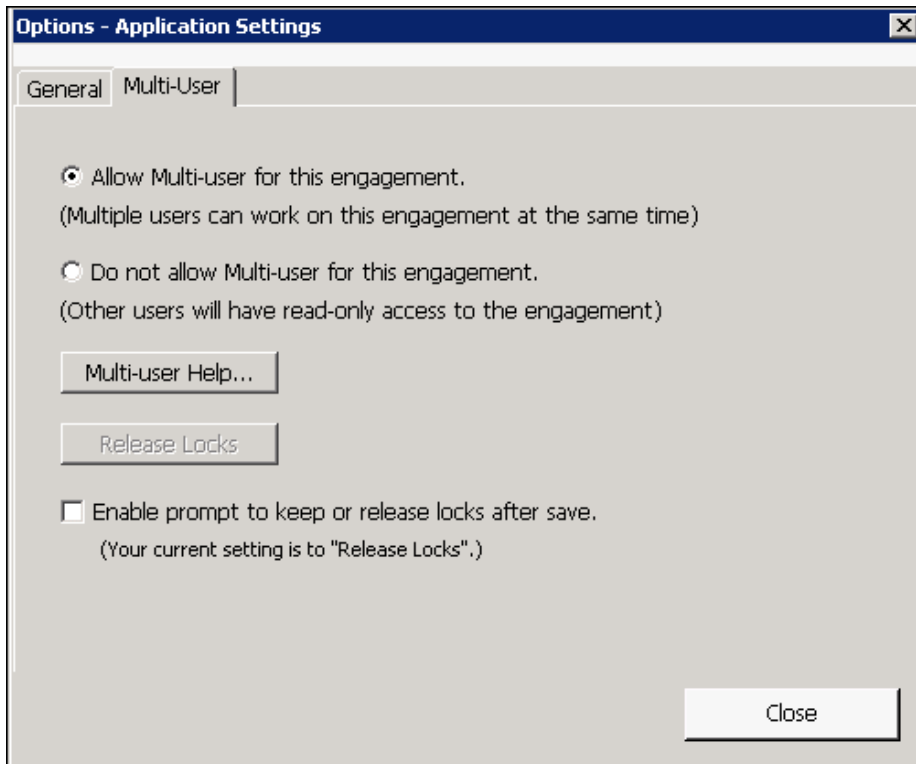 Options - Application Settings
General
Multi-User
Allow Multi-user for this engagement.
(Multiple users can work on this engagement at the same time)
Do not allow Multi-user for this engagement.
(Other users will have read-only access to the engagement)
Multi-user Help...
Release Locks
Enable prompt to keep or release locks after save.
(Your current setting is to "Release Locks".)
Close